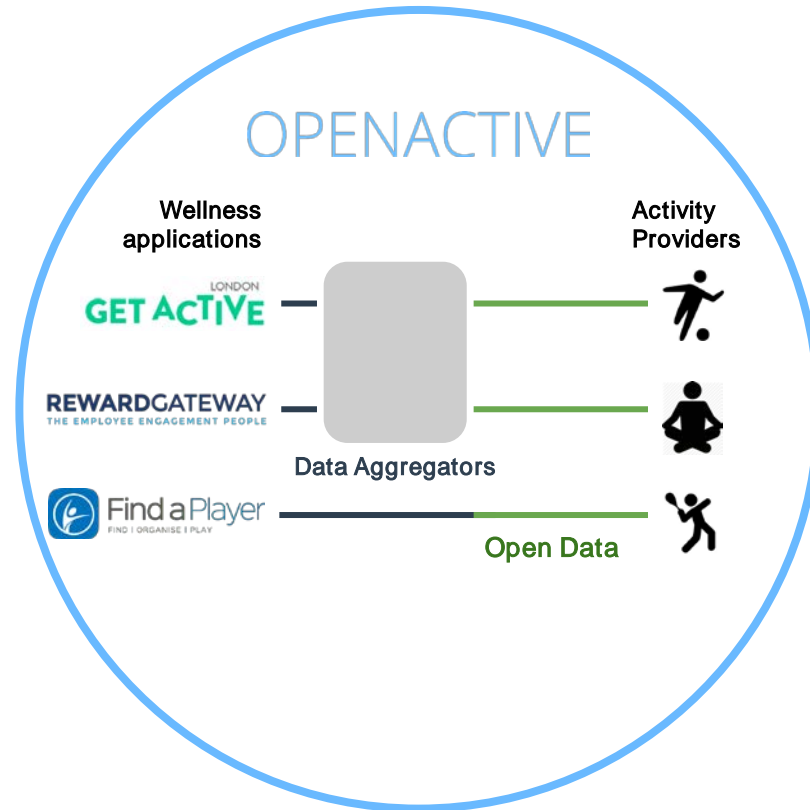 OPENACTIVE
Wellness
applications
Activity
Providers
LONDON
GET ACTIVE
REWARDGATEWAY
THE EMPLOYEE ENGAGEMENT PEOPLE
Data Aggregators
Find a Player
FIND | ORGANISE | PLAY
Open Data